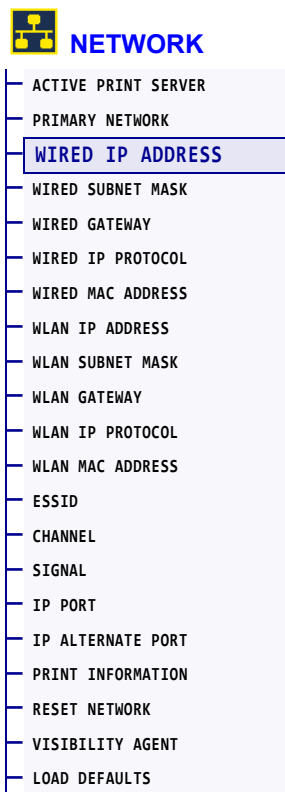 NETWORK
ACTIVE PRINT SERVER
PRIMARY NETWORK
WIRED IP ADDRESS
WIRED SUBNET MASK
WIRED GATEWAY
WIRED IP PROTOCOL
WIRED MAC ADDRESS
WLAN IP ADDRESS
WLAN SUBNET MASK
WLAN GATEWAY
WLAN IP PROTOCOL
WLAN MAC ADDRESS
ESSID
CHANNEL
SIGNAL
IP PORT
IP ALTERNATE PORT
PRINT INFORMATION
RESET NETWORK
VISIBILITY AGENT
LOAD DEFAULTS